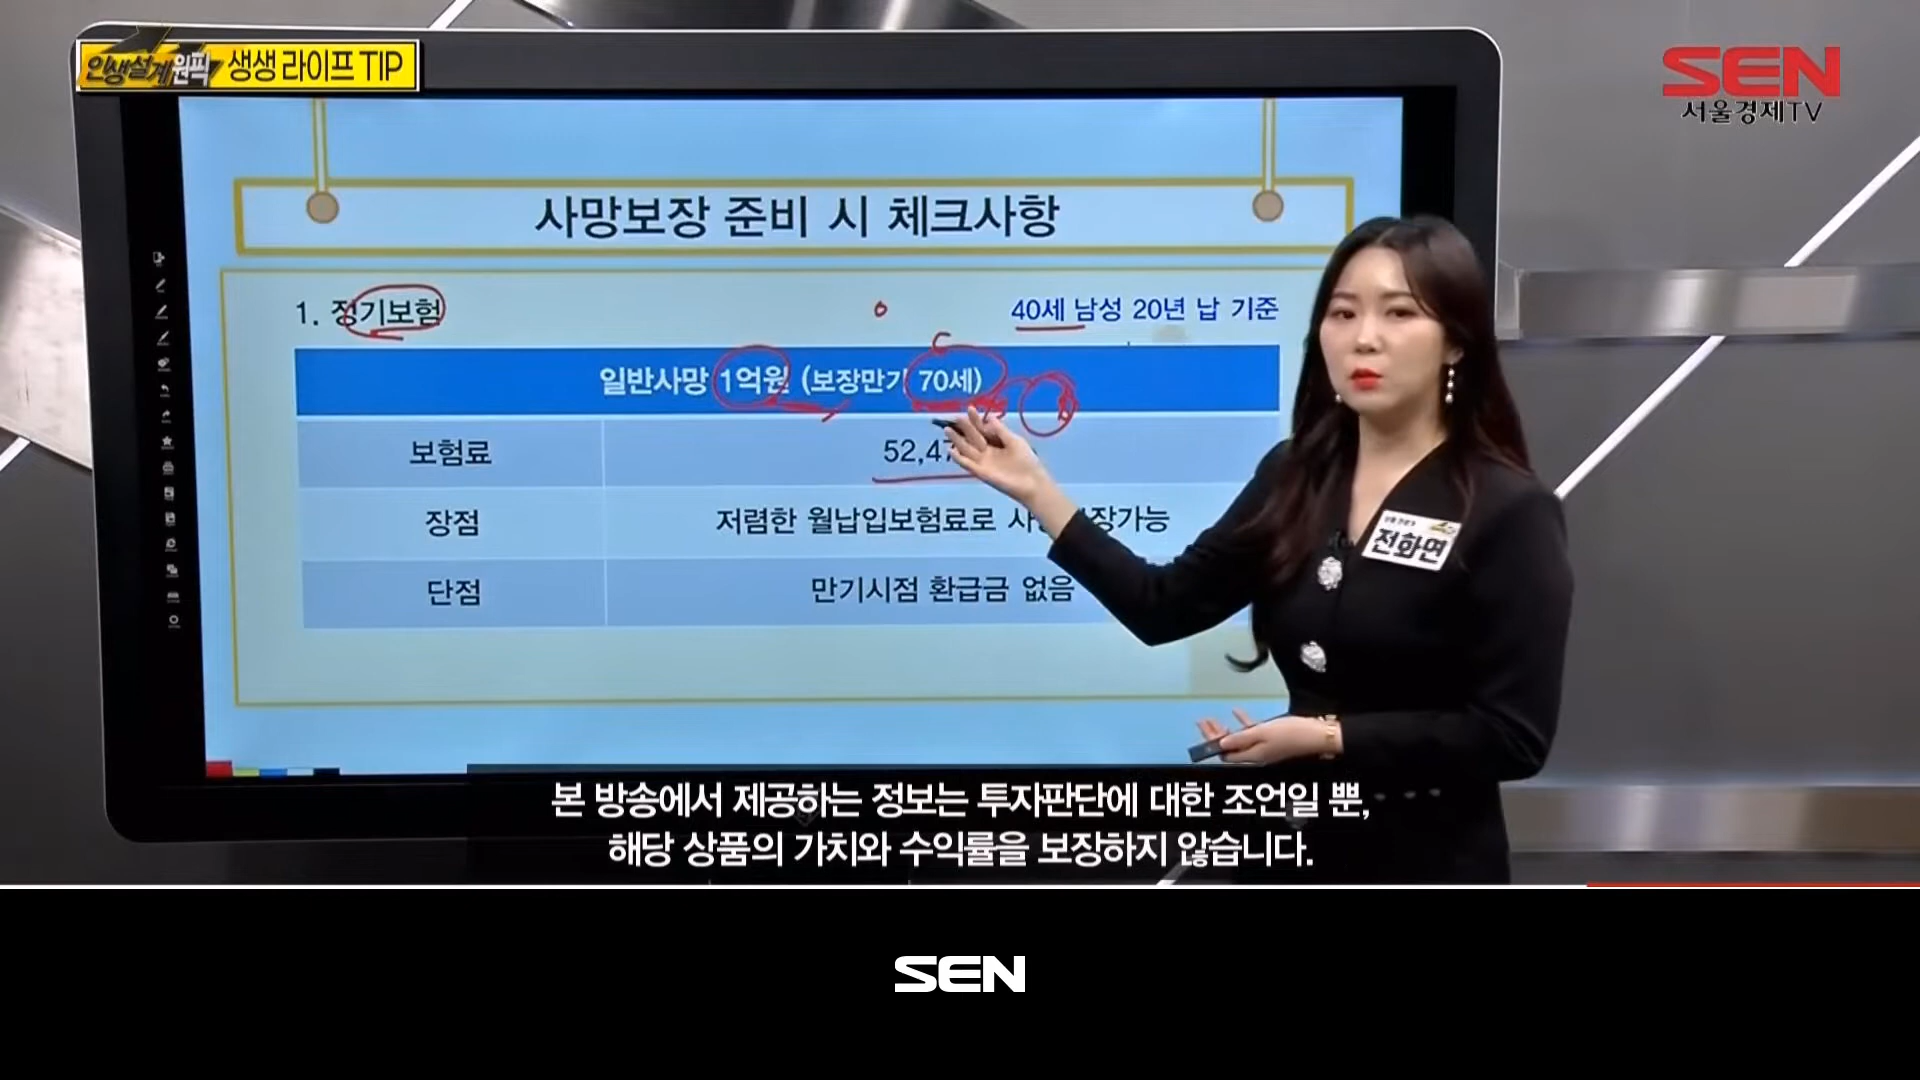 인생설계원픽 생생 라이프 TIP
SEN
서울경제TV
사망보장 준비 시 체크사항
1. 정기보험
40세 남성 20년 납 기준
일반사망 1억원 (보장만기 70세)
보험료
52,47
장점
저렴한 월납입보험료로
단점
만기시점 환급금 없음
전화연
본 방송에서 제공하는 정보는 투자판단에 대한 조언일 뿐,
해당 상품의 가치와 수익률을 보장하지 않습니다.
SEN